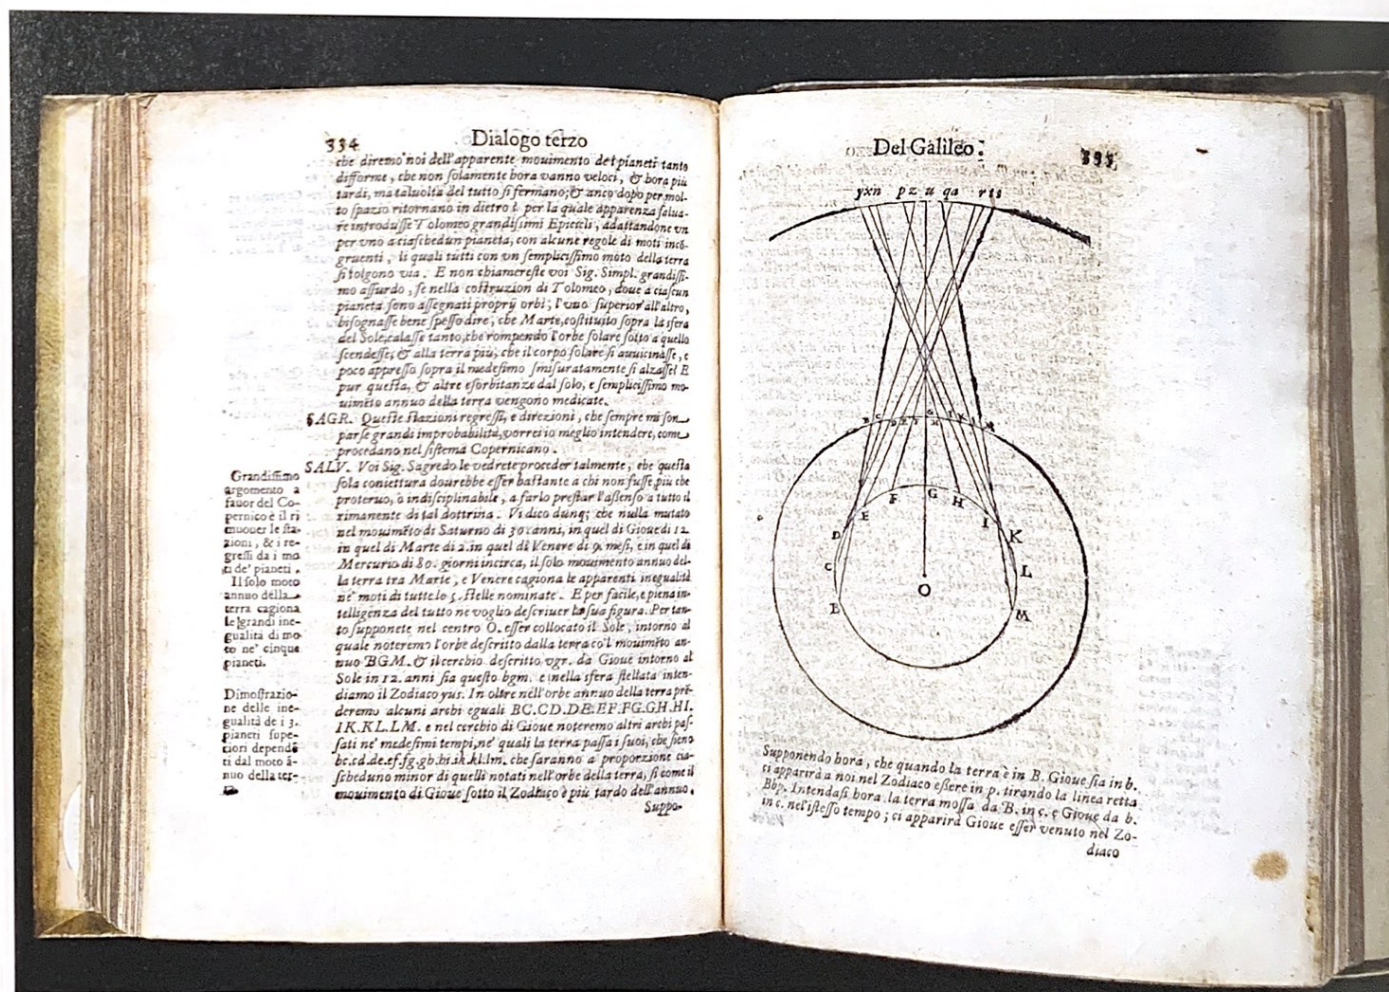 334
Dialogo terzo
che diremo noi dell'apparente mouimento de i pianeti tanto
difforme, che non solamente hora vanno veloci, & hora più
tardi, ma taluolta del tutto si fermano; & anco dopo per mol-
to spazio ritornano in dietro? per la quale apparenza salua-
re introdusse Tolomeo grandissimi Epicicli, adattandone vn
per vno a ciaschedun pianeta, con alcune regole di moti incõ-
gruenti, li quali tutti con vn semplicissimo moto della terra
si tolgono via. E non chiamereste voi Sig. Simpl. grandissi-
mo assurdo, se nella costruzion di Tolomeo, doue a ciascun
pianeta sono assegnati proprij orbi, l'vno superior all'altro,
bisognasse bene spesso dire, che Marte, costituito sopra la sfera
del Sole, calasse tanto, che rompendo l'orbe solare sotto a quello
scendesse, & alla terra più, che il corpo solare si auuicinasse, e
poco appresso sopra il medesimo smisuratamente si alzasse? E
pur questa, & altre esorbitanze dal solo, e semplicissimo mo-
uimẽto annuo della terra vengono medicate.
SAGR. Queste stazioni regressi, e direzioni, che sempre mi son
parse grandi improbabilità, vorrei io meglio intendere, come
procedano nel sistema Copernicano.
SALV. Voi Sig. Sagredo le vedrete proceder talmente, che questa
sola coniettura dourebbe esser bastante a chi non fusse, più che
proteruo, o indisciplinabile, a farlo prestar l'assenso a tutto il
rimanente di tal dottrina. Vi dico dunq; che nulla mutato
nel mouimẽto di Saturno di 30 anni, in quel di Gioue di 12.
in quel di Marte di 2. in quel di Venere di 9. mesi, e in quel di
Mercurio di 80. giorni incirca, il solo mouimento annuo del-
la terra tra Marte, e Venere cagiona le apparenti inegualità
ne' moti di tutte lo 5. stelle nominate. E per facile, e piena in-
telligenza del tutto ne voglio descriuer la sua figura. Per tan-
to supponete nel centro O. esser collocato il Sole, intorno al
quale noteremo l'orbe descritto dalla terra co'l mouimẽto an-
nuo BGM. & il cerchio descritto vgr. da Gioue intorno al
Sole in 12. anni sia questo bgm. e nella sfera stellata inten-
diamo il Zodiaco yus. In oltre nell'orbe annuo della terra prẽ-
deremo alcuni archi eguali BC. CD. DE. EF. FG. GH. HI.
IK. KL. LM. e nel cerchio di Gioue noteremo altri archi pas-
sati ne' medesimi tempi, ne' quali la terra passa i suoi, che sieno
bc. cd. de. ef. fg. gh. hi. ik. kl. lm. che saranno a proporzione cia-
scheduno minor di quelli notati nell'orbe della terra, si come il
mouimento di Gioue sotto il Zodiaco è più tardo dell'annuo.
Suppo-
Grandissimo
argomento a
fauor del Co-
pernico è il ri
muouer le sta-
zioni, & i re-
gressi da i mo
ti de' pianeti.
Il solo moto
annuo della
terra cagiona
le grandi ine-
gualità di mo
to ne' cinque
pianeti.
Dimostrazio-
ne delle ine-
gualità de i 3.
pianeti supe-
riori depende
ti dal moto ã-
nuo della ter-
Del Galileo.
335
yxn pz u qa rts
G
F
H
E
I
D
K
C
L
B
M
O
Supponendo hora, che quando la terra è in B. Gioue sia in b.
ci apparirà a noi nel Zodiaco essere in p. tirando la linea retta
Bbp. Intendasi hora la terra mossa da B. in c. e Gioue da b.
in c. nel'istesso tempo; ci apparirà Gioue esser venuto nel Zo-
diaco